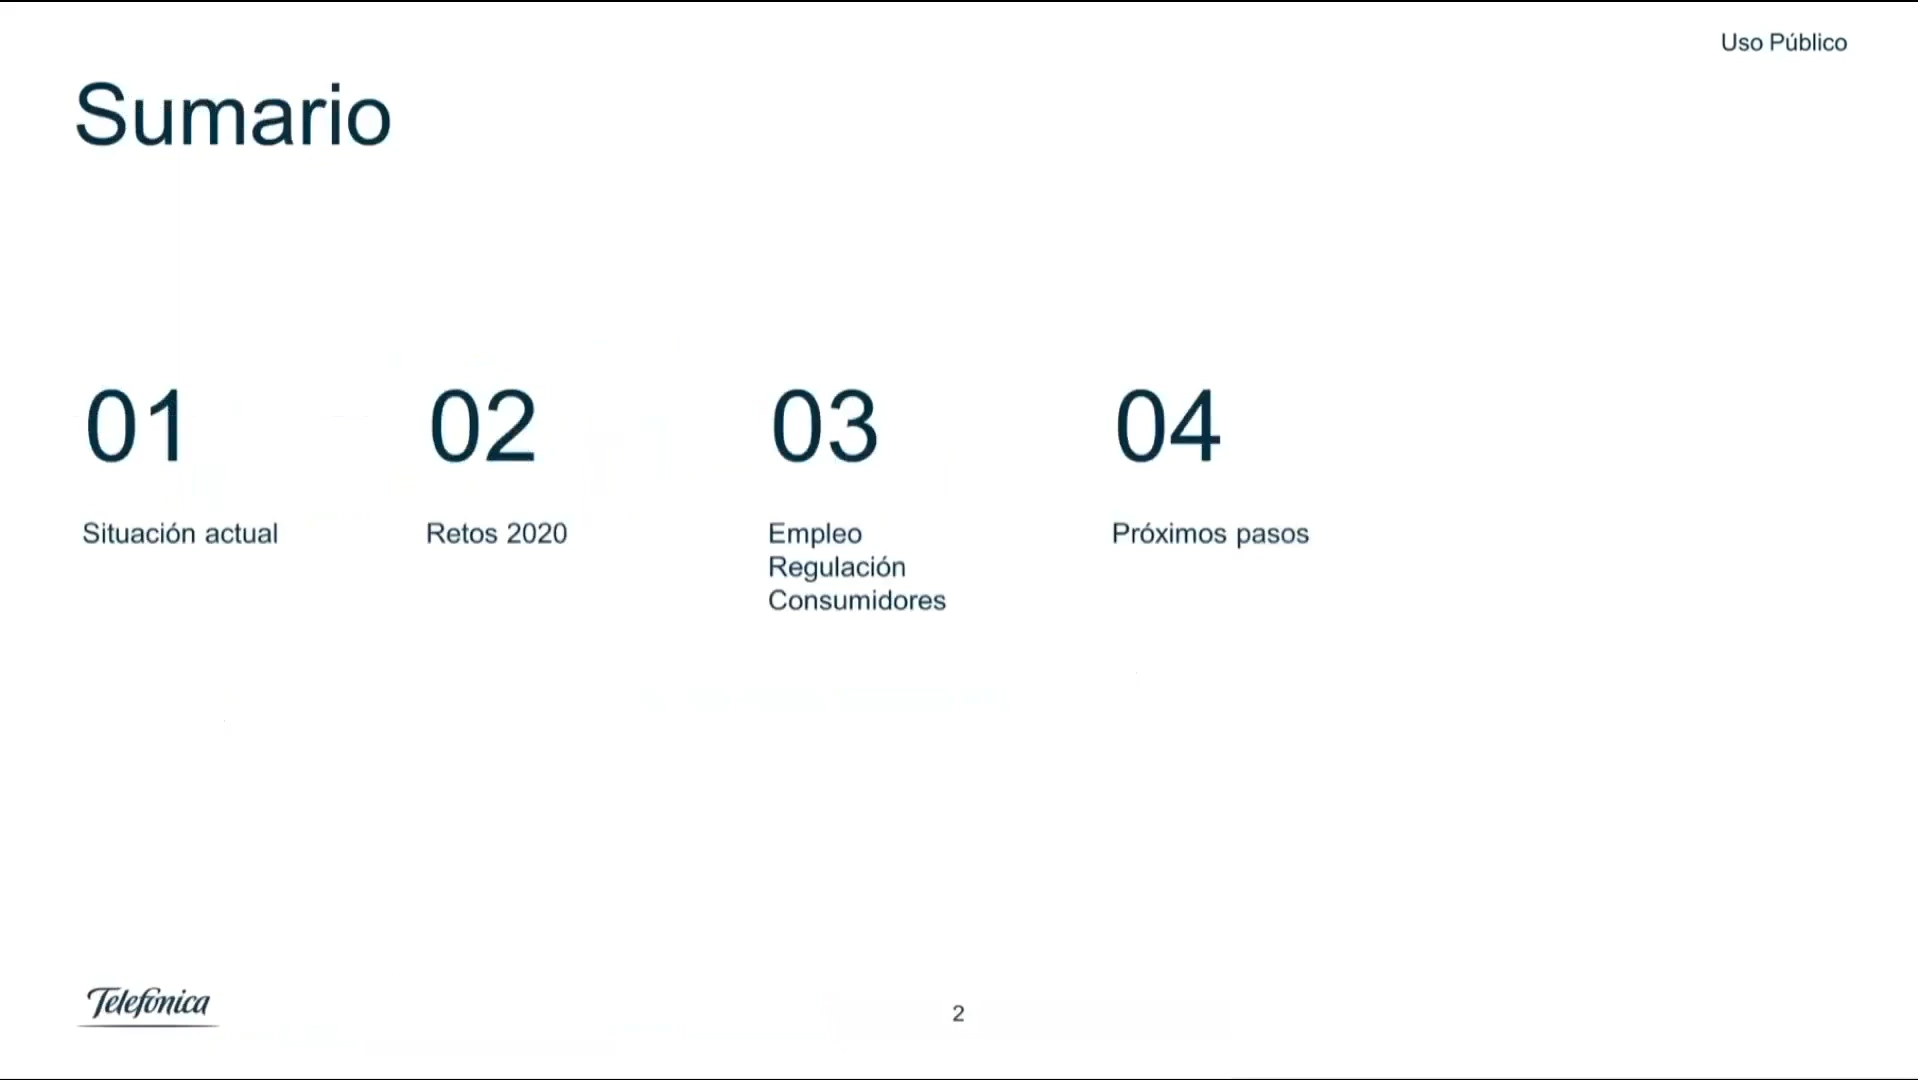 Uso Público
Sumario
01
Situación actual
02
Retos 2020
03
Empleo
Regulación
Consumidores
04
Próximos pasos
Telefónica
2